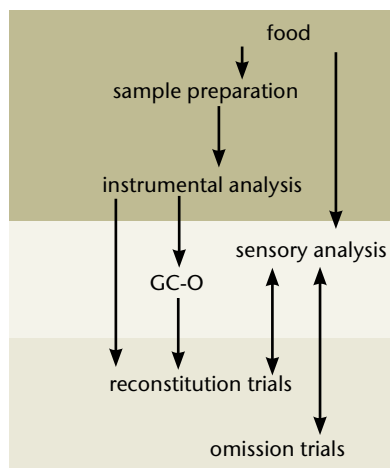 food
sample preparation
instrumental analysis
sensory analysis
GC-O
reconstitution trials
omission trials